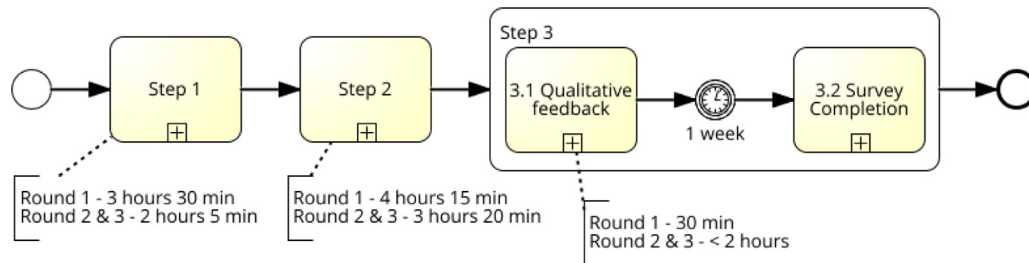 Step 3
Step 1
Step 2
3.1 Qualitative
feedback
3.2 Survey
Completion
1 week
Round 1 - 3 hours 30 min
Round 2 & 3 - 2 hours 5 min
Round 1 - 4 hours 15 min
Round 2 & 3 - 3 hours 20 min
Round 1 - 30 min
Round 2 & 3 - < 2 hours